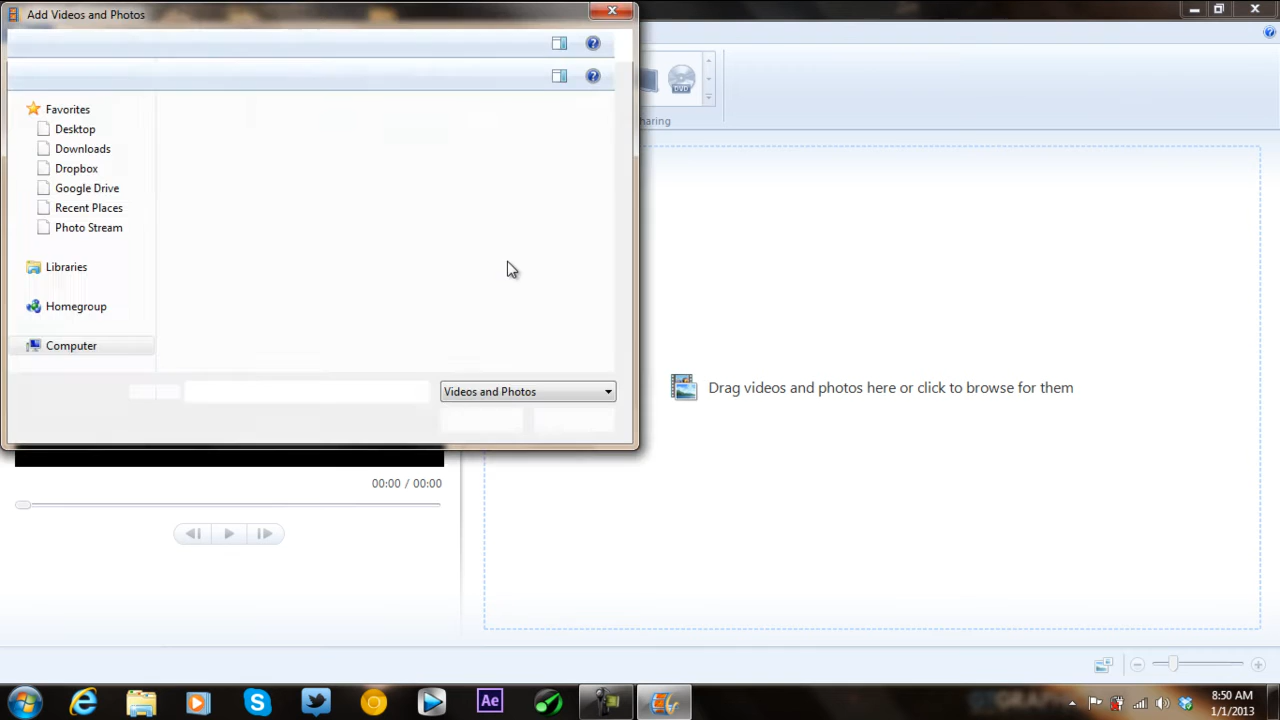 Add Videos and Photos
Favorites
Desktop
Downloads
Dropbox
Google Drive
Recent Places
Photo Stream
Libraries
Homegroup
Computer
Videos and Photos
DVD
haring
Drag videos and photos here or click to browse for them
00:00 / 00:00
Ae
8:50 AM
1/1/2013